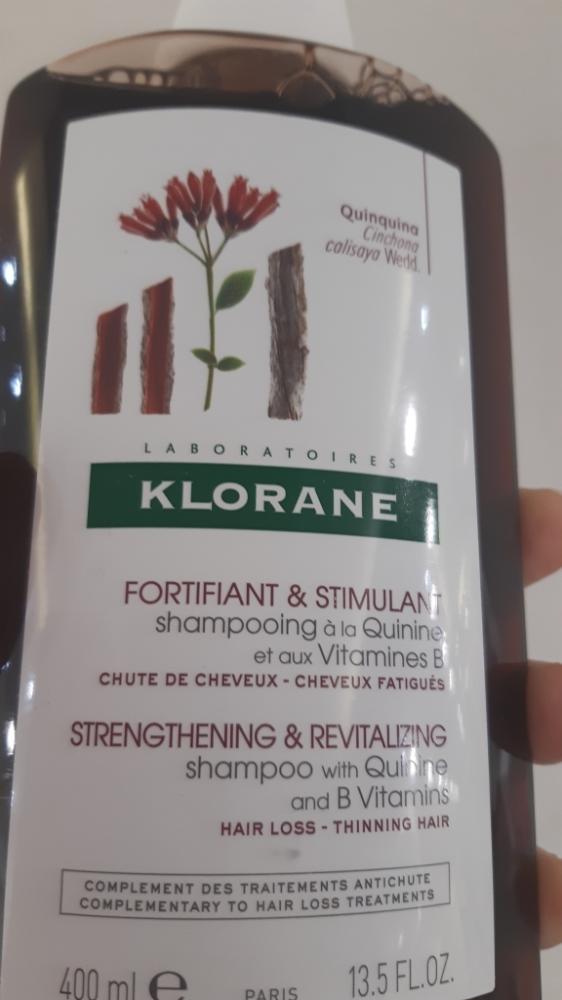 Quinquina
Cinchona
calisaya Wedd.
LABORATOIRES
KLORANE
FORTIFIANT & STIMULANT
shampooing à la Quinine
et aux Vitamines B
CHUTE DE CHEVEUX - CHEVEUX FATIGUÉS
STRENGTHENING & REVITALIZING
shampoo with Quinine
and B Vitamins
HAIR LOSS - THINNING HAIR
COMPLEMENT DES TRAITEMENTS ANTICHUTE
COMPLEMENTARY TO HAIR LOSS TREATMENTS
400 ml e PARIS 13.5 FL.OZ.